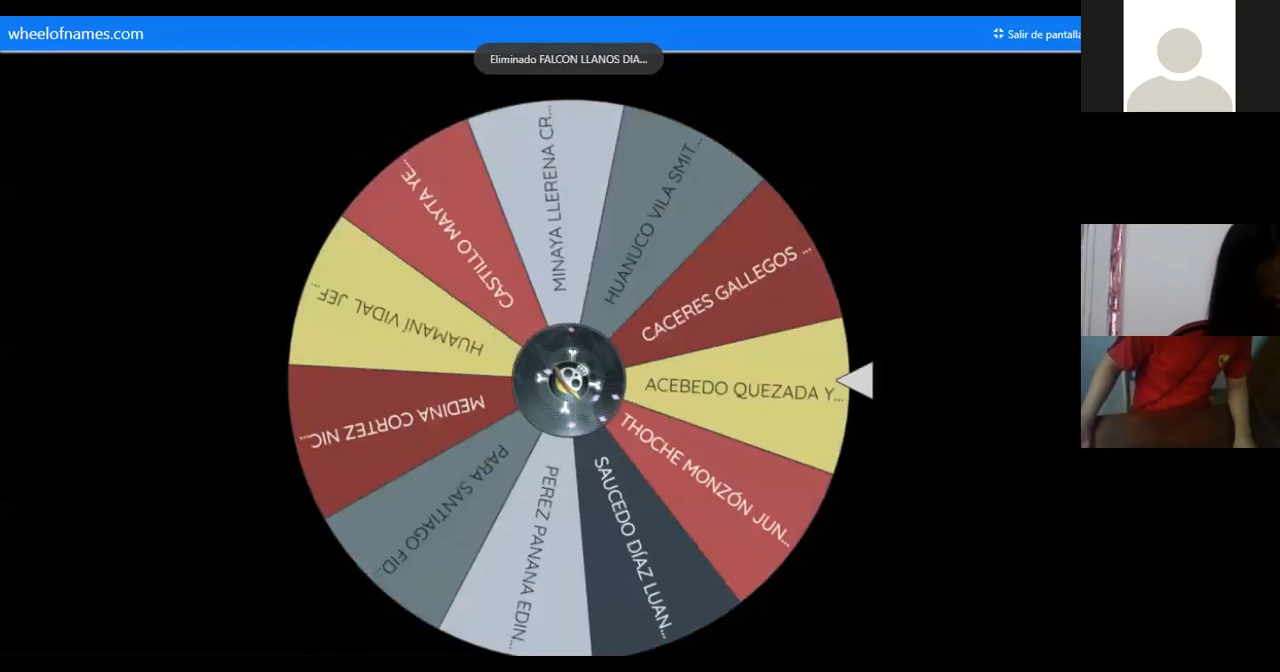 wheelofnames.com
Salir de pantalla
Eliminado FALCON LLANOS DIA...
MINAYA LLERENA CR...
HUANUCO VILA SMIT...
CACERES GALLEGOS ...
ACEBEDO QUEZADA Y...
THOCHE MONZÓN JUN...
SAUCEDO DÍAZ LUAN...
PEREZ PANANA EDIN...
PARA SANTIAGO FID...
MEDINA CORTEZ NIC...
HUAMANÍ VIDAL JEF...
CASTILLO MAYTA YE...